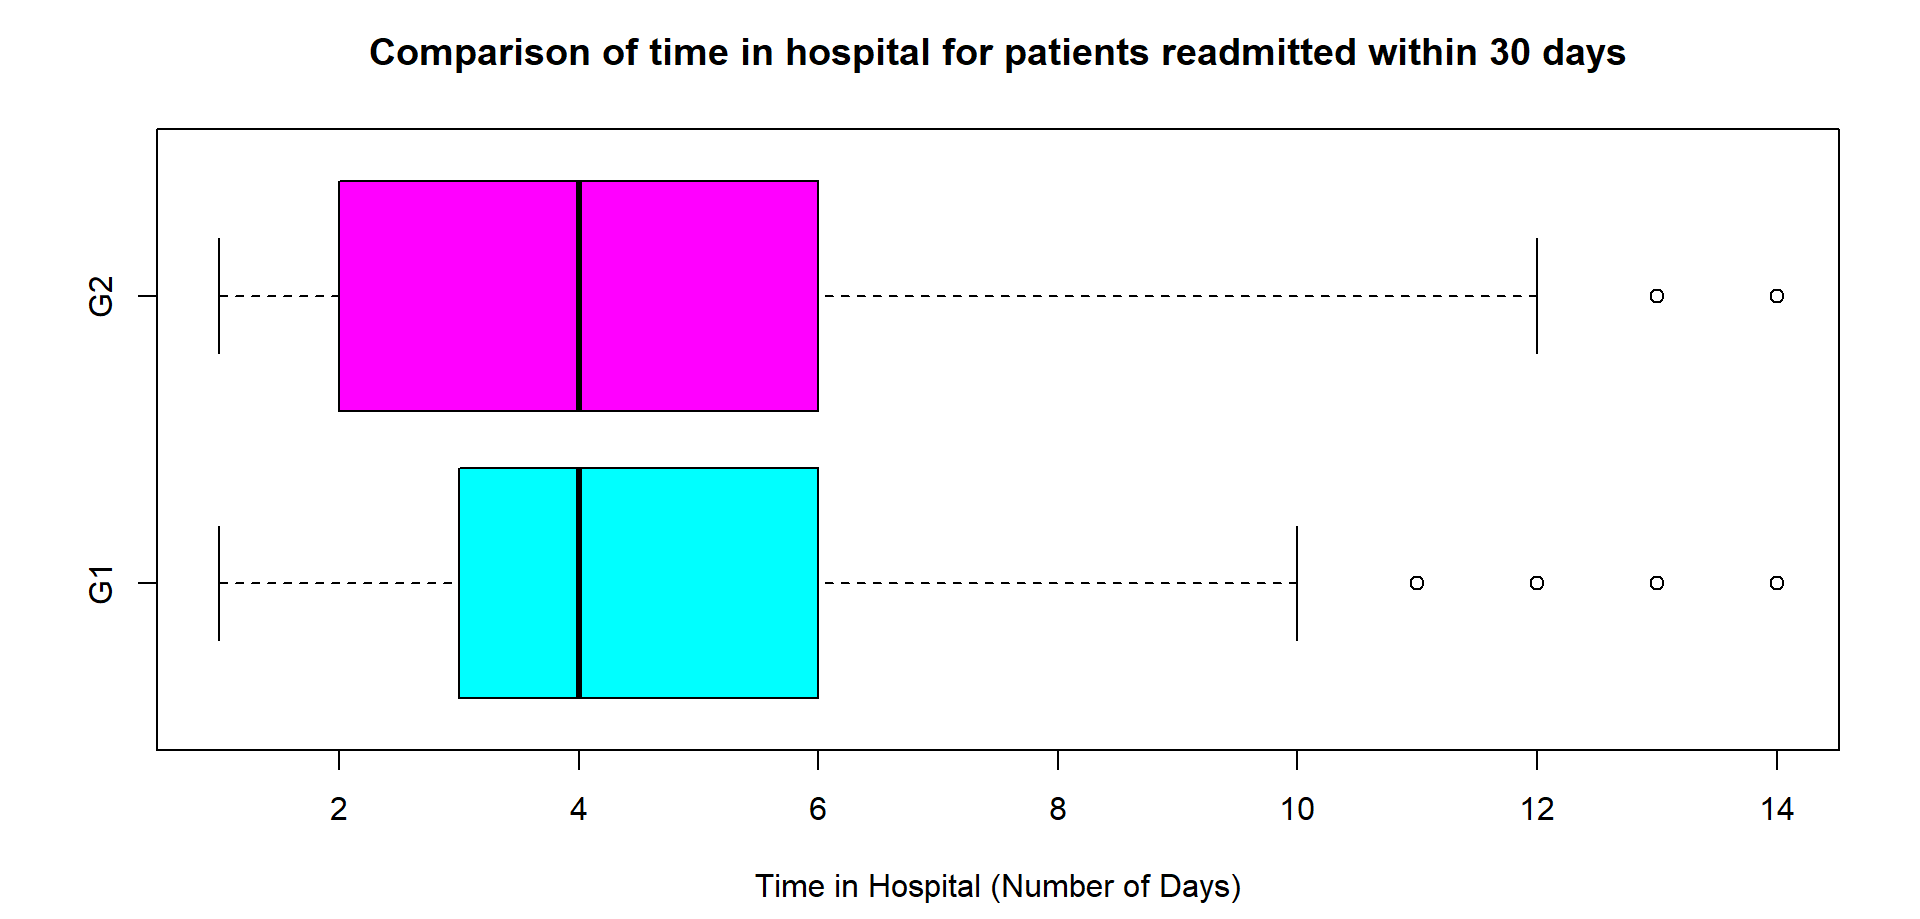 Comparison of time in hospital for patients readmitted within 30 days
G2
G1
2 4 6 8 10 12 14
Time in Hospital (Number of Days)